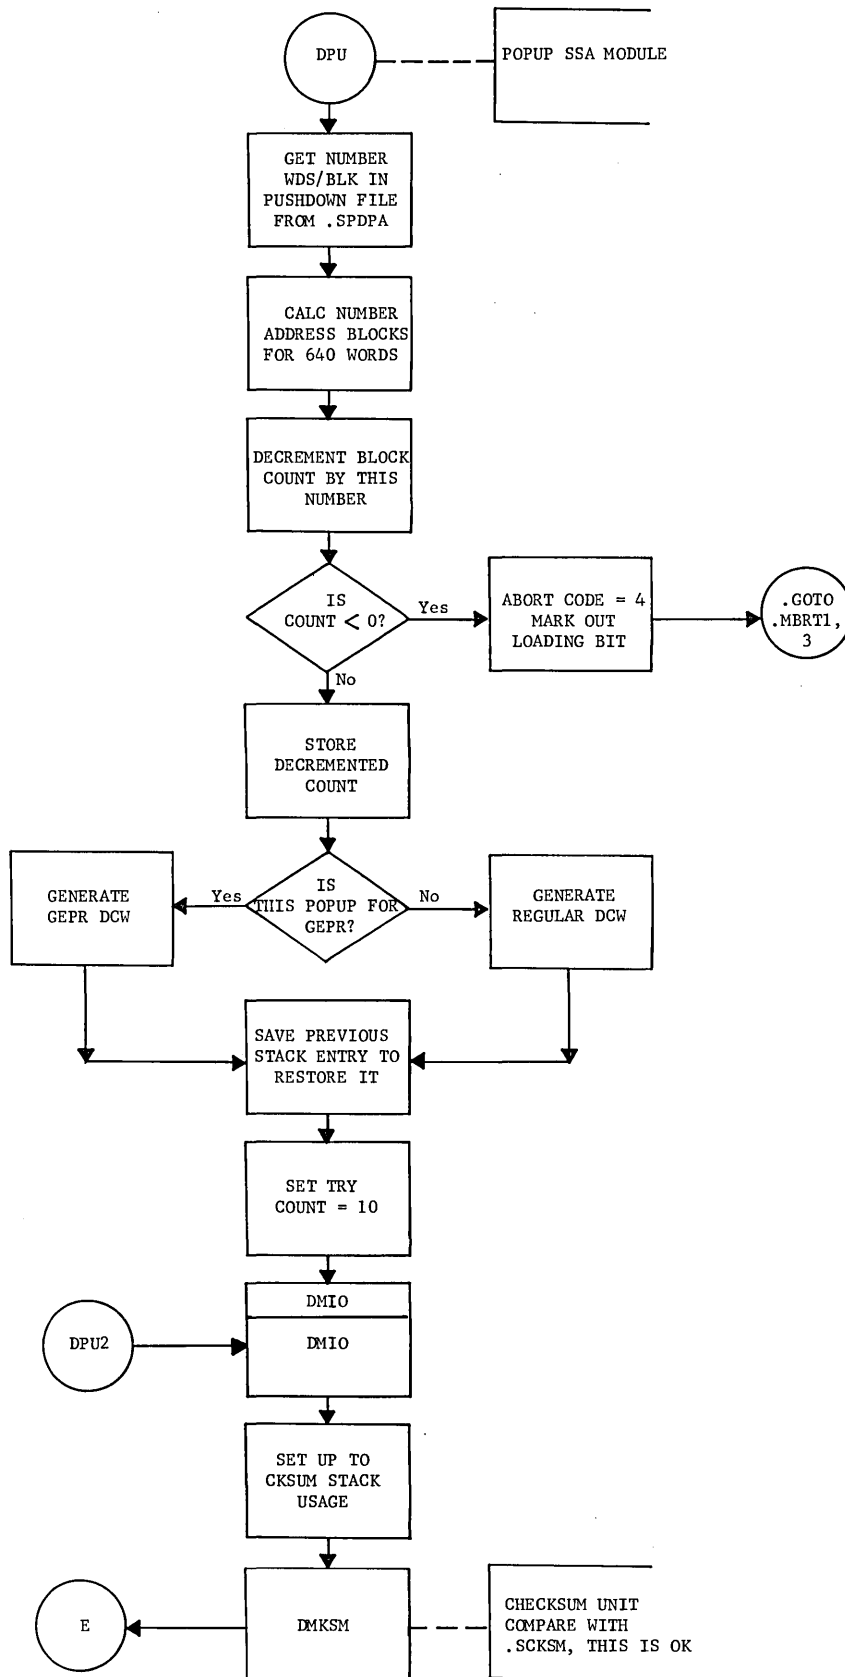 DPU
POPUP SSA MODULE
GET NUMBER
WDS/BLK IN
PUSHDOWN FILE
FROM .SPDPA
CALC NUMBER
ADDRESS BLOCKS
FOR 640 WORDS
DECREMENT BLOCK
COUNT BY THIS
NUMBER
IS
COUNT < 0?
Yes
ABORT CODE = 4
MARK OUT
LOADING BIT
.GOTO
.MBRT1,
3
No
STORE
DECREMENTED
COUNT
GENERATE
GEPR DCW
Yes
IS
THIS POPUP FOR
GEPR?
No
GENERATE
REGULAR DCW
SAVE PREVIOUS
STACK ENTRY TO
RESTORE IT
SET TRY
COUNT = 10
DMIO
DPU2
DMIO
SET UP TO
CKSUM STACK
USAGE
E
DMKSM
CHECKSUM UNIT
COMPARE WITH
.SCKSM, THIS IS OK